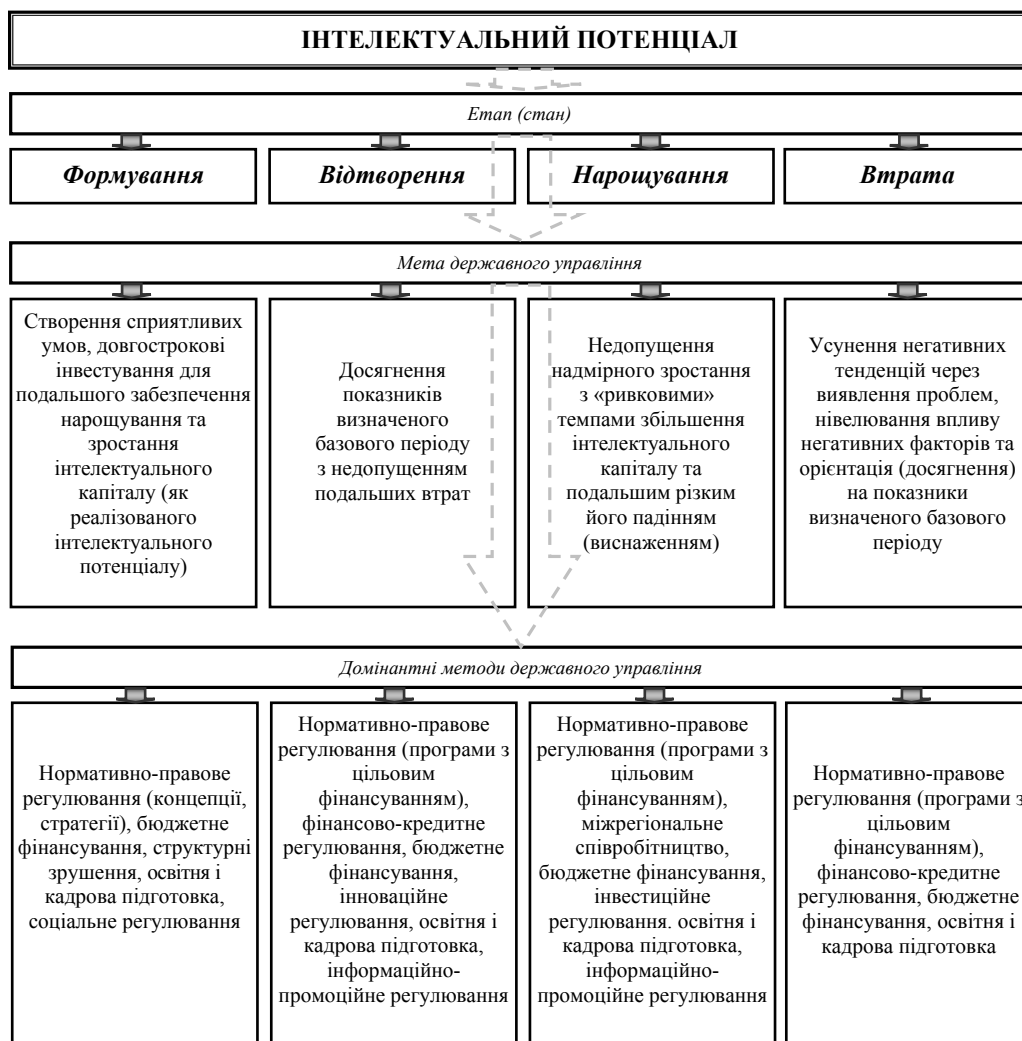 ІНТЕЛЕКТУАЛЬНИЙ ПОТЕНЦІАЛ
Етап (стан)
Формування
Відтворення
Нарощування
Втрата
Мета державного управління
Створення сприятливих
умов, довгострокові
інвестування для
подальшого забезпечення
нарощування та
зростання
інтелектуального
капіталу (як
реалізованого
інтелектуального
потенціалу)
Досягнення
показників
визначеного
базового періоду
з недопущенням
подальших втрат
Недопущення
надмірного зростання
з «ривковими»
темпами збільшення
інтелектуального
капіталу та
подальшим різким
його падінням
(виснаженням)
Усунення негативних
тенденцій через
виявлення проблем,
нівелювання впливу
негативних факторів та
орієнтація (досягнення)
на показники
визначеного базового
періоду
Домінантні методи державного управління
Нормативно-правове
регулювання (концепції,
стратегії), бюджетне
фінансування, структурні
зрушення, освітня і
кадрова підготовка,
соціальне регулювання
Нормативно-правове
регулювання (програми з
цільовим
фінансуванням),
фінансово-кредитне
регулювання, бюджетне
фінансування,
інноваційне
регулювання, освітня і
кадрова підготовка,
інформаційно-
промоційне регулювання
Нормативно-правове
регулювання (програми з
цільовим
фінансуванням),
міжрегіональне
співробітництво,
бюджетне фінансування,
інвестиційне
регулювання. освітня і
кадрова підготовка,
інформаційно-
промоційне регулювання
Нормативно-правове
регулювання (програми з
цільовим
фінансуванням),
фінансово-кредитне
регулювання, бюджетне
фінансування, освітня і
кадрова підготовка